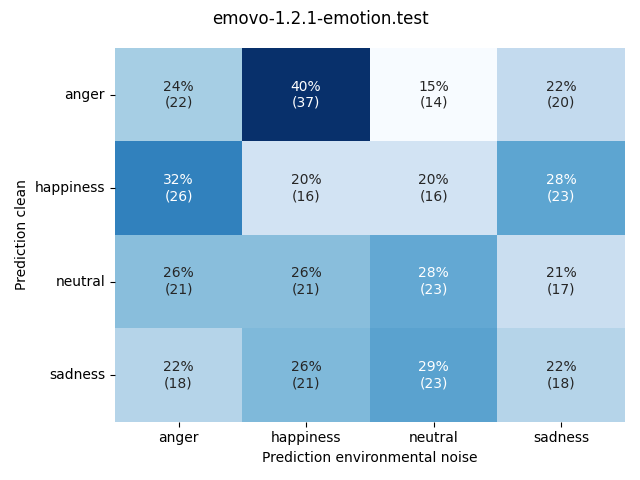 emovo-1.2.1-emotion.test
Prediction clean
anger
24% 40% 15% 22%
(22) (37) (14) (20)
happiness
32% 20% 20% 28%
(26) (16) (16) (23)
neutral
26% 26% 28% 21%
(21) (21) (23) (17)
sadness
22% 26% 29% 22%
(18) (21) (23) (18)
anger happiness neutral sadness
Prediction environmental noise